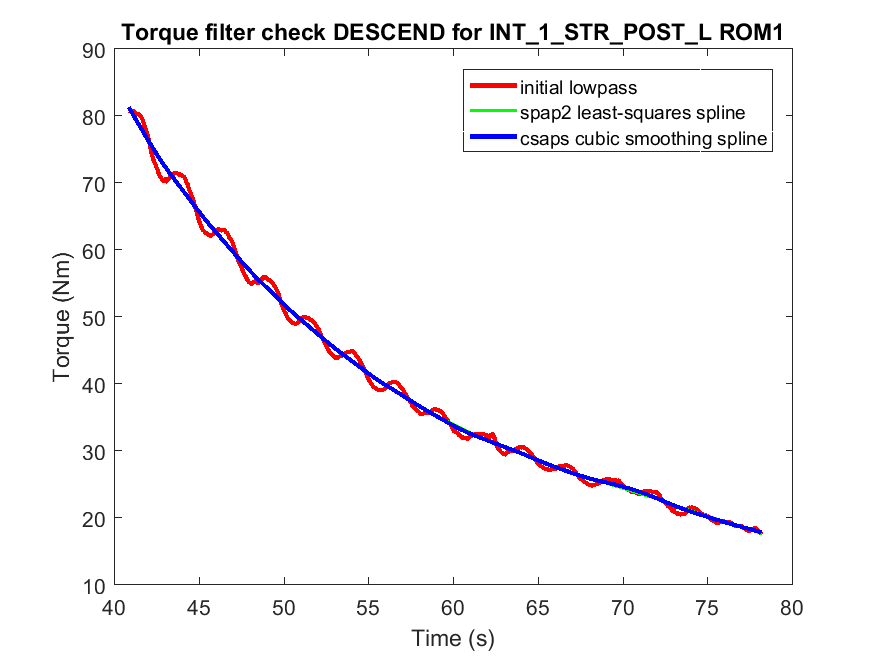 Torque filter check DESCEND for INT_1_STR_POST_L ROM1
90
80
70
60
50
40
30
20
10
Torque (Nm)
initial lowpass
spap2 least-squares spline
csaps cubic smoothing spline
40 45 50 55 60 65 70 75 80
Time (s)